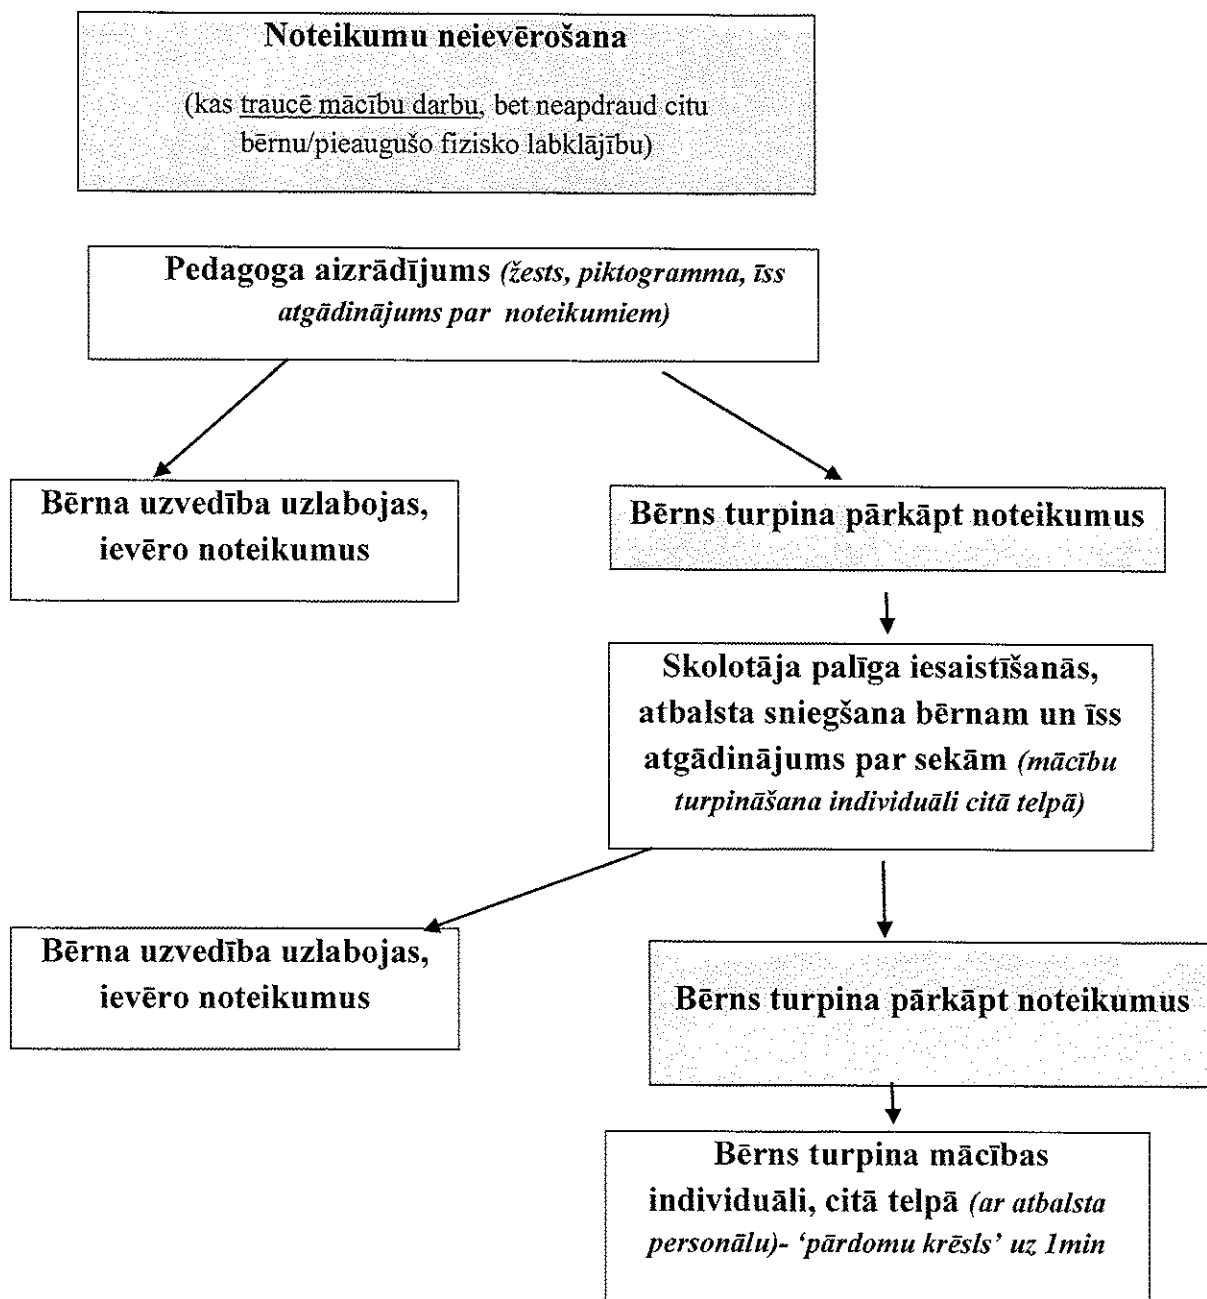 Noteikumu neievērošana
(kas traucē mācību darbu, bet neapdraud citu
bērnu/pieaugušo fizisko labklājību)
Pedagoga aizrādījums (žests, piktogramma, īss
atgādinājums par noteikumiem)
Bērna uzvedība uzlabojas,
ievēro noteikumus
Bērns turpina pārkāpt noteikumus
Skolotāja palīga iesaistīšanās,
atbalsta sniegšana bērnam un īss
atgādinājums par sekām (mācību
turpināšana individuāli citā telpā)
Bērna uzvedība uzlabojas,
ievēro noteikumus
Bērns turpina pārkāpt noteikumus
Bērns turpina mācības
individuāli, citā telpā (ar atbalsta
personālu)- ‘pārdomu krēsls’ uz 1min